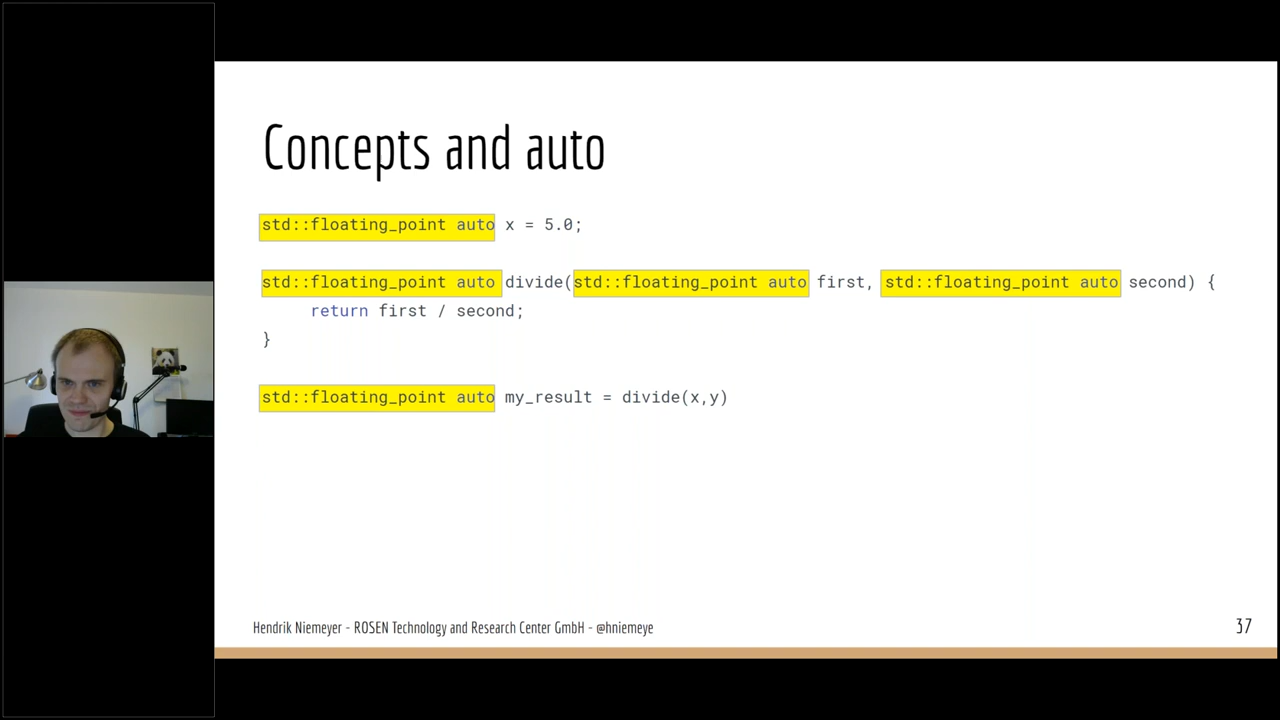 Concepts and auto
std::floating_point auto x = 5.0;
std::floating_point auto divide(std::floating_point auto first, std::floating_point auto second) {
return first / second;
}
std::floating_point auto my_result = divide(x,y)
Hendrik Niemeyer - ROSEN Technology and Research Center GmbH - @hniemeye
37